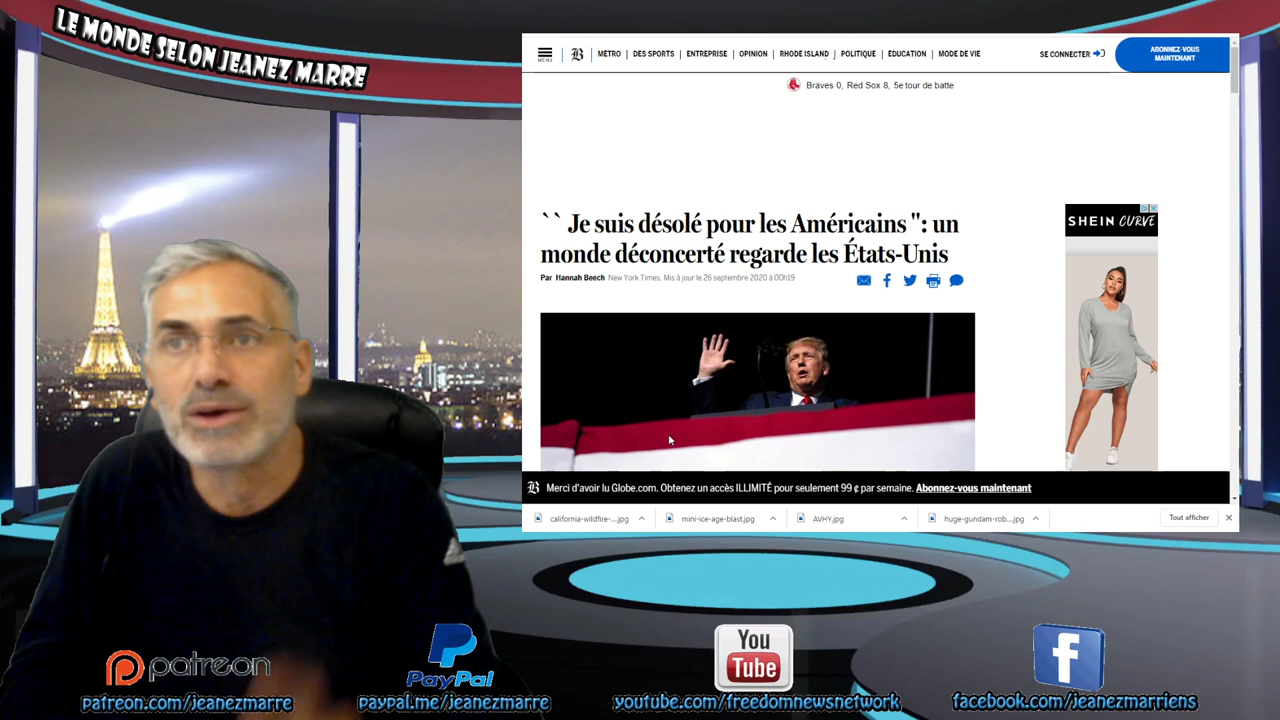 LE MONDE SELON JEANEZ MARRE
MENU
B
MÉTRO | DES SPORTS | ENTREPRISE | OPINION | RHODE ISLAND | POLITIQUE | ÉDUCATION | MODE DE VIE
SE CONNECTER
ABONNEZ-VOUS
MAINTENANT
Braves 0, Red Sox 8, 5e tour de batte
`` Je suis désolé pour les Américains '': un
monde déconcerté regarde les États-Unis
Par Hannah Beech New York Times, Mis à jour le 26 septembre 2020 à 00h19
SHEIN CURVE
B Merci d'avoir lu Globe.com. Obtenez un accès ILLIMITÉ pour seulement 99 ¢ par semaine. Abonnez-vous maintenant
california-wildfire-...jpg
mini-ice-age-blast.jpg
AVHY.jpg
huge-gundam-rob...jpg
Tout afficher
patreon
patreon.com/jeanezmarre
PayPal
paypal.me/jeanezmarre
You
Tube
youtube.com/freedomnewsnetwork
f
facebook.com/jeanezmarriens